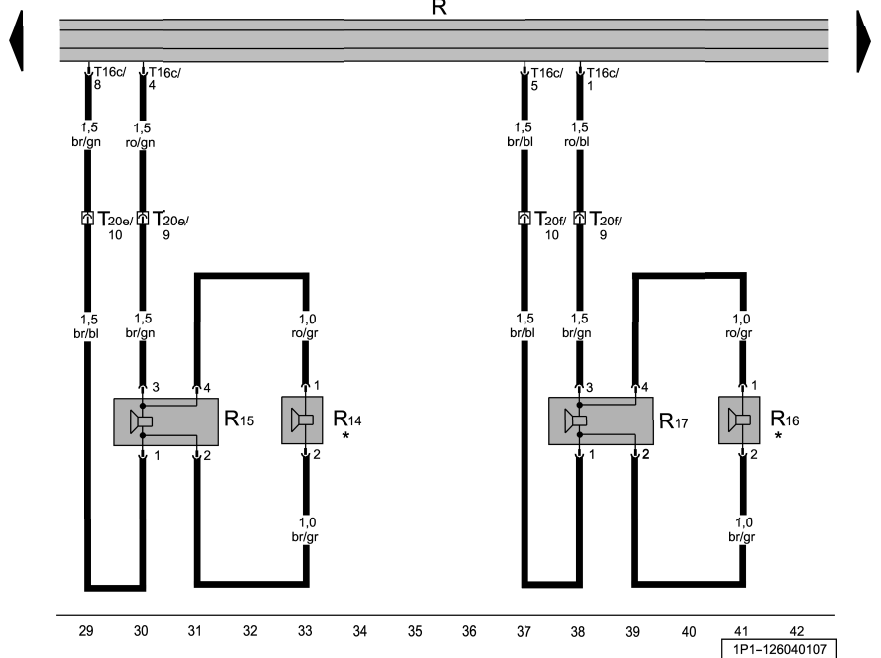 R
T16c/ T16c/ T16c/ T16c/
8 4 5 1
1,5 1,5 1,5 1,5
br/gn ro/gn br/bl ro/bl
T20e/ T20e/ T20f/ T20f/
10 9 10 9
1,5 1,5 1,0 1,5 1,5 1,0
br/bl br/gn ro/gr br/bl br/gn ro/gr
3 4 1 3 4 1
R15 R14 R17 R16
* *
1 2 2 1 2 2
1,0 1,0
br/gr br/gr
29 30 31 32 33 34 35 36 37 38 39 40 41 42
1P1-126040107